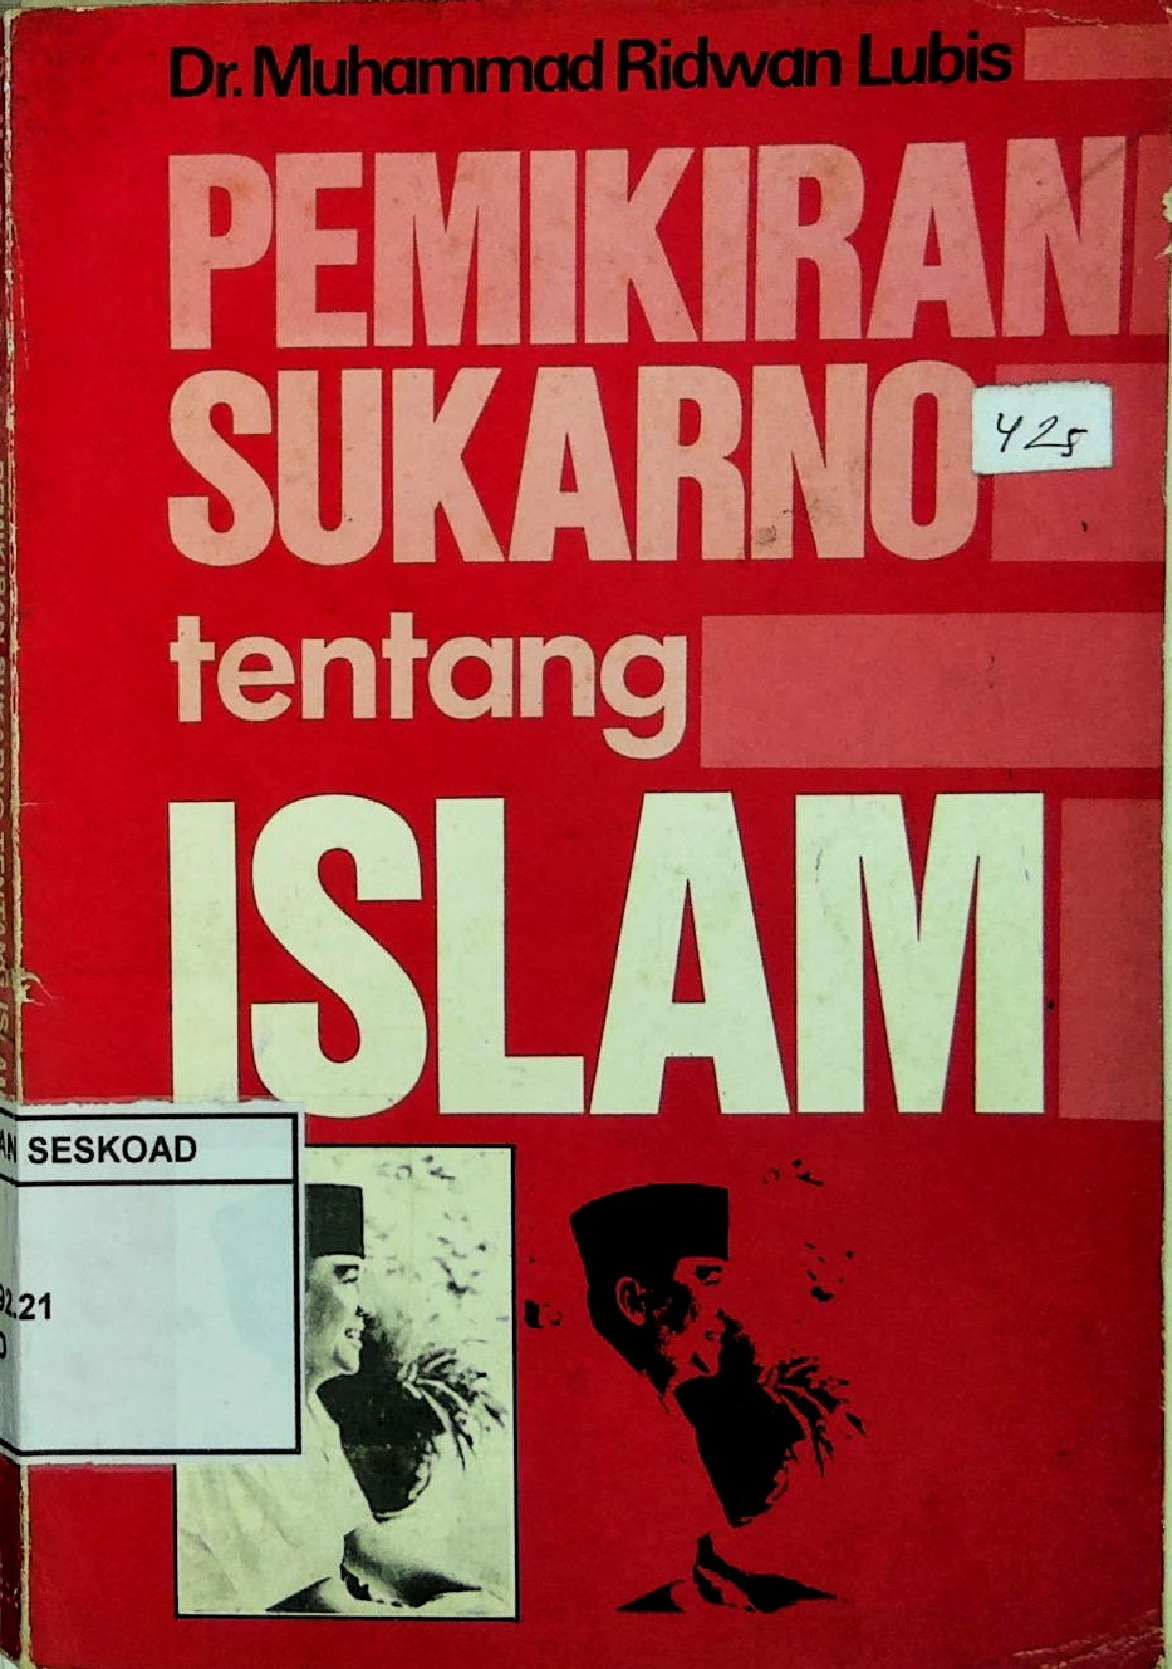 Dr. Muhammad Ridwan Lubis
PEMIKIRAN
SUKARNO
425
tentang
ISLAM
AN SESKOAD
92.21